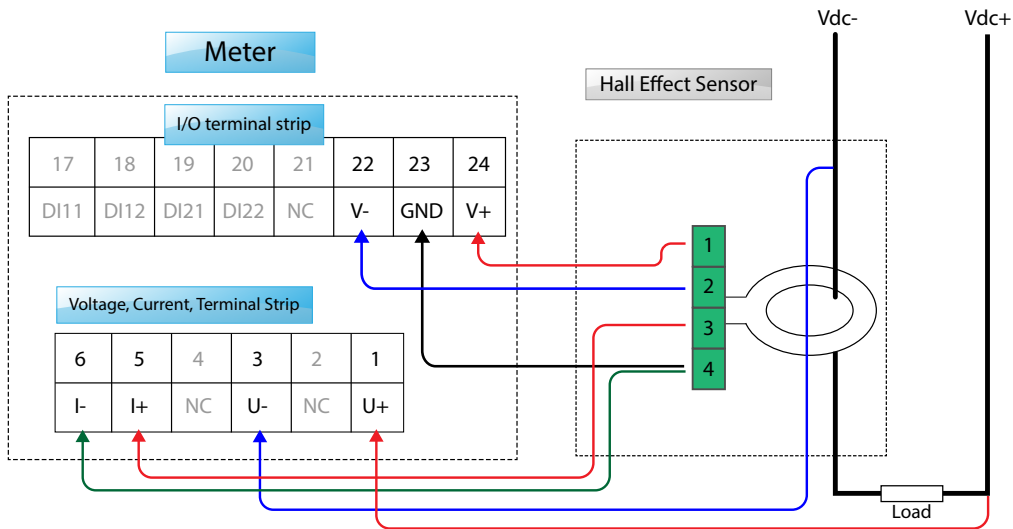 Vdc- Vdc+
Meter
Hall Effect Sensor
I/O terminal strip
17 18 19 20 21 22 23 24
DI11 DI12 DI21 DI22 NC V- GND V+
1
2
3
4
Voltage, Current, Terminal Strip
6 5 4 3 2 1
I- I+ NC U- NC U+
Load